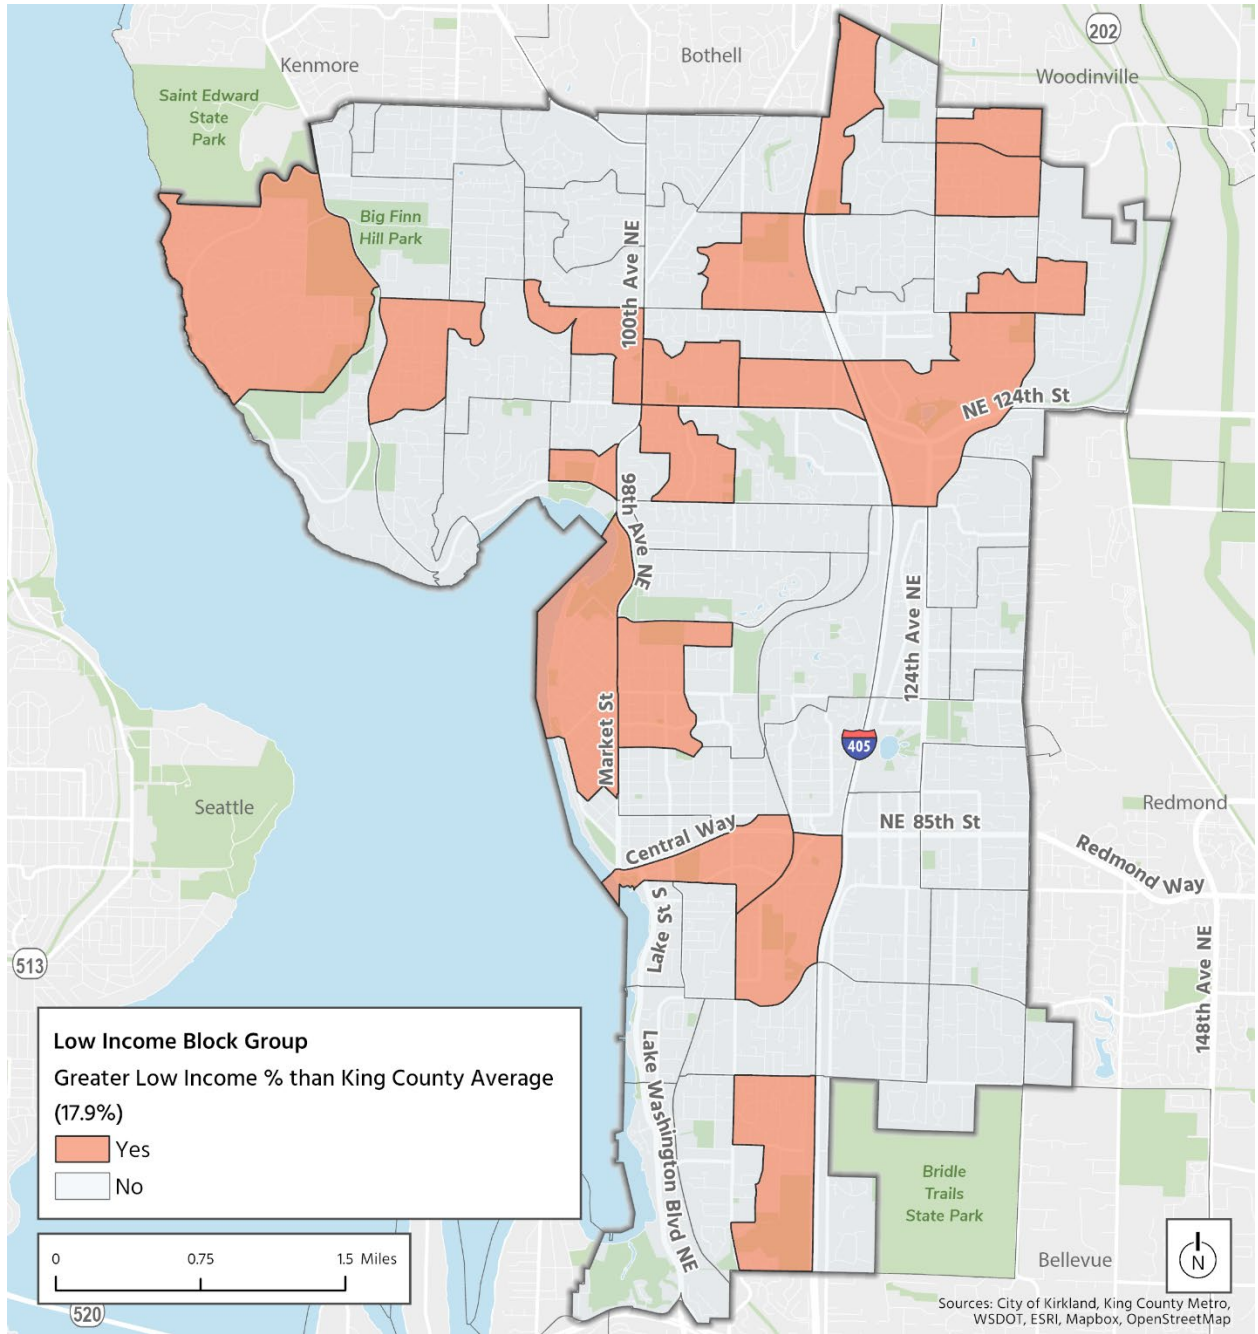 202
Bothell
Kenmore
Woodinville
Saint Edward
State
Park
Big Finn
Hill Park
100th Ave NE
NE 124th St
98th Ave NE
124th Ave NE
Market St
405
Seattle
Redmond
Central Way
NE 85th St
Redmond Way
Lake St S
513
148th Ave NE
Lake Washington Blvd NE
Low Income Block Group
Greater Low Income % than King County Average
(17.9%)
Yes
No
Bridle
Trails
State Park
0 0.75 1.5 Miles
Bellevue
N
520
Sources: City of Kirkland, King County Metro,
WSDOT, ESRI, Mapbox, OpenStreetMap